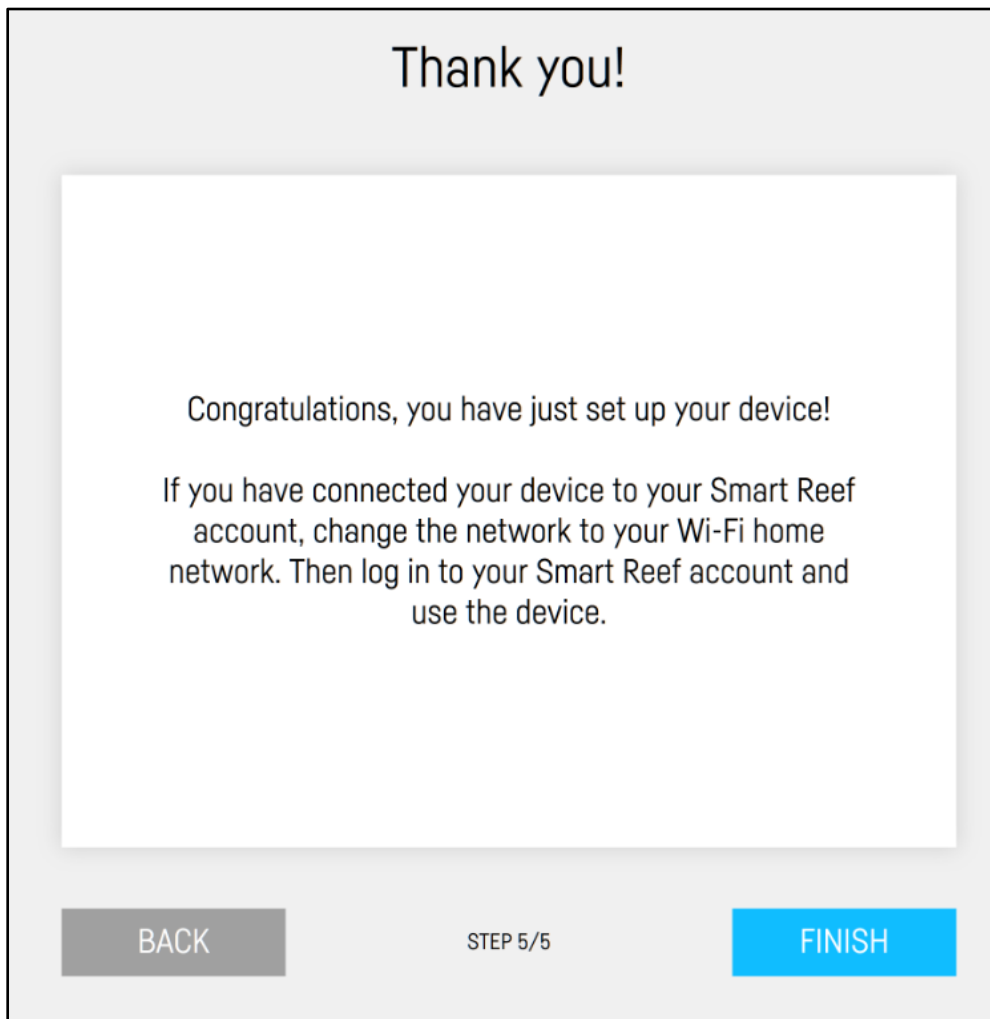 Thank you!
Congratulations, you have just set up your device!
If you have connected your device to your Smart Reef
account, change the network to your Wi-Fi home
network. Then log in to your Smart Reef account and
use the device.
BACK
STEP 5/5
FINISH